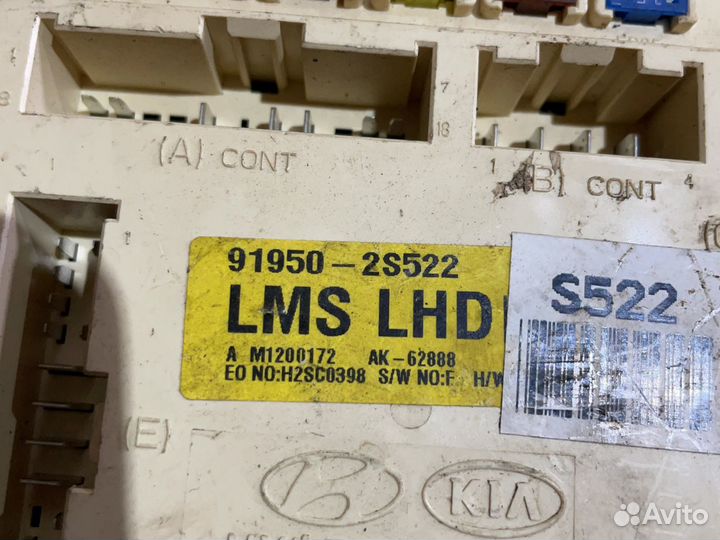 7
18
8
(A) CONT
1
(B) CONT
4
91950-2S522
LMS LHD
A M1200172 AK-62888
EO NO:H2SC0398 S/W NO:F H/W
S522
(E)
KIA
Avito